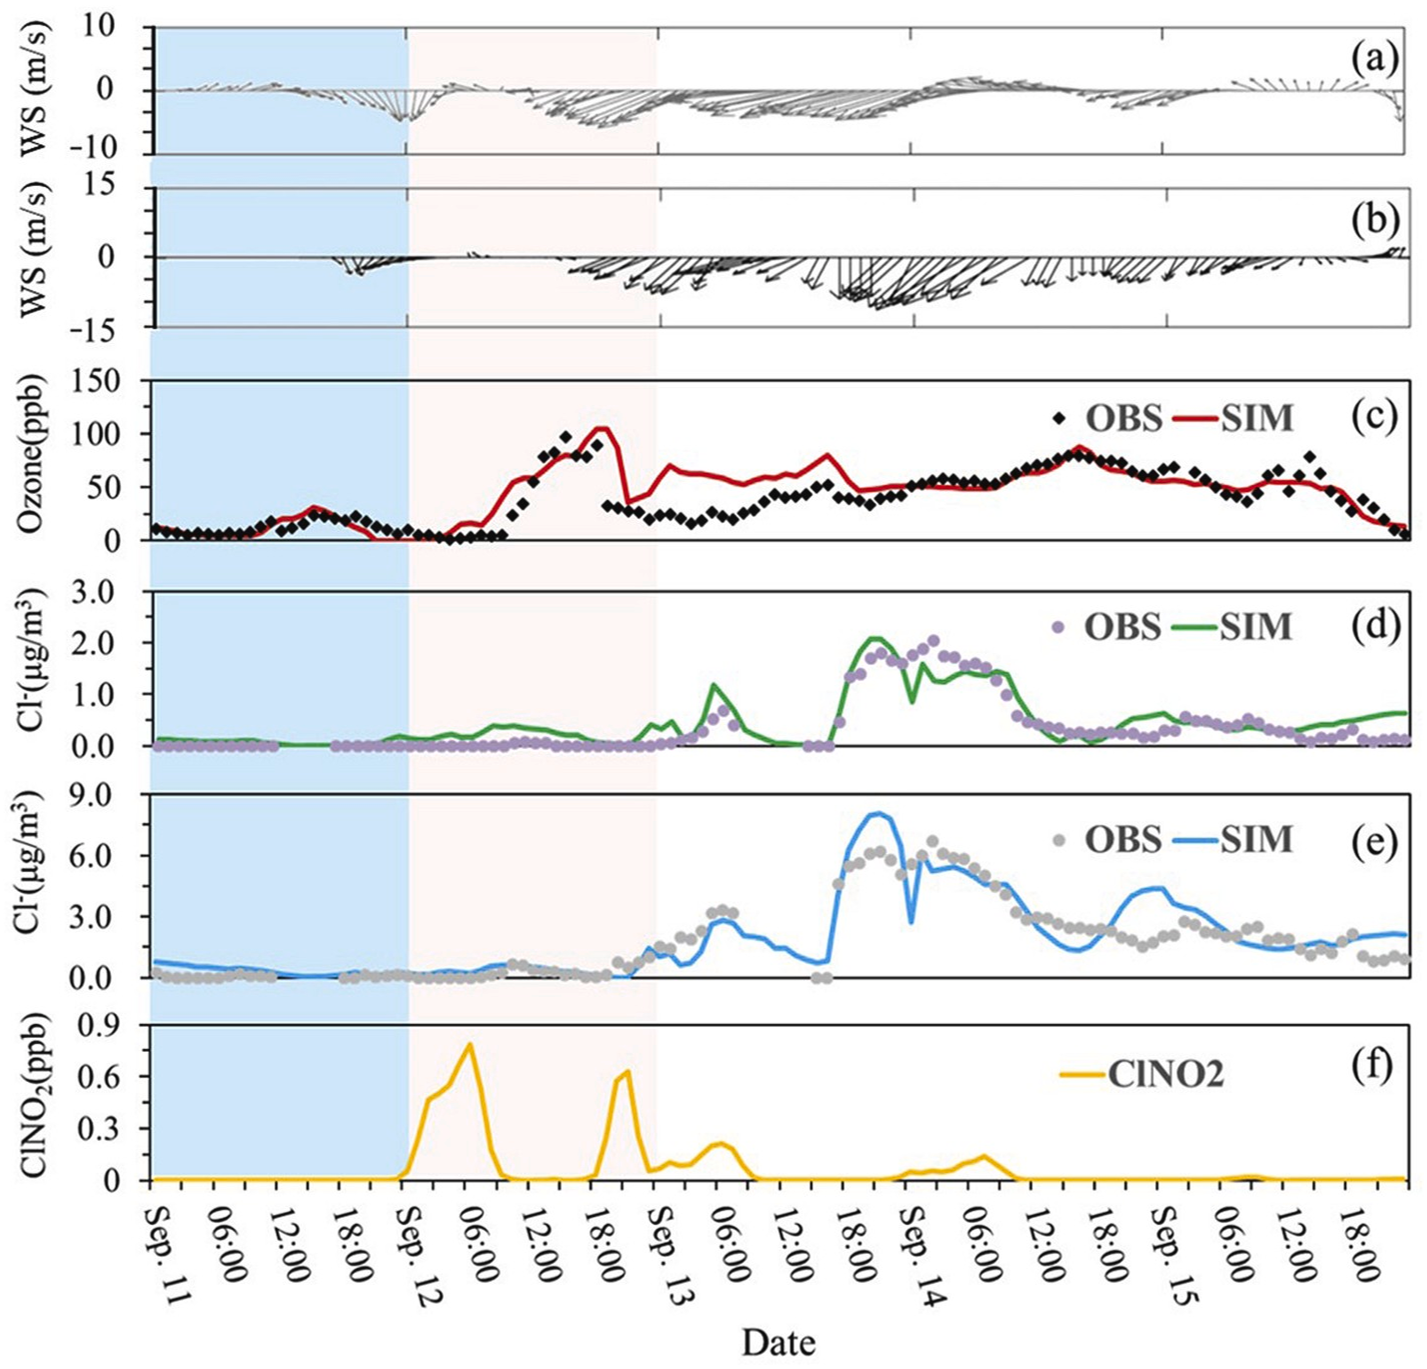 WS (m/s)
10
0
-10
(a)
WS (m/s)
15
0
-15
(b)
Ozone(ppb)
150
100
50
0
OBS SIM
(c)
Cl-(μg/m³)
3.0
2.0
1.0
0.0
OBS SIM
(d)
Cl-(μg/m³)
9.0
6.0
3.0
0.0
OBS SIM
(e)
ClNO₂(ppb)
0.9
0.6
0.3
0
ClNO2
(f)
Sep. 11
06:00
12:00
18:00
Sep. 12
06:00
12:00
18:00
Sep. 13
06:00
12:00
18:00
Sep. 14
06:00
12:00
18:00
Sep. 15
06:00
12:00
18:00
Date